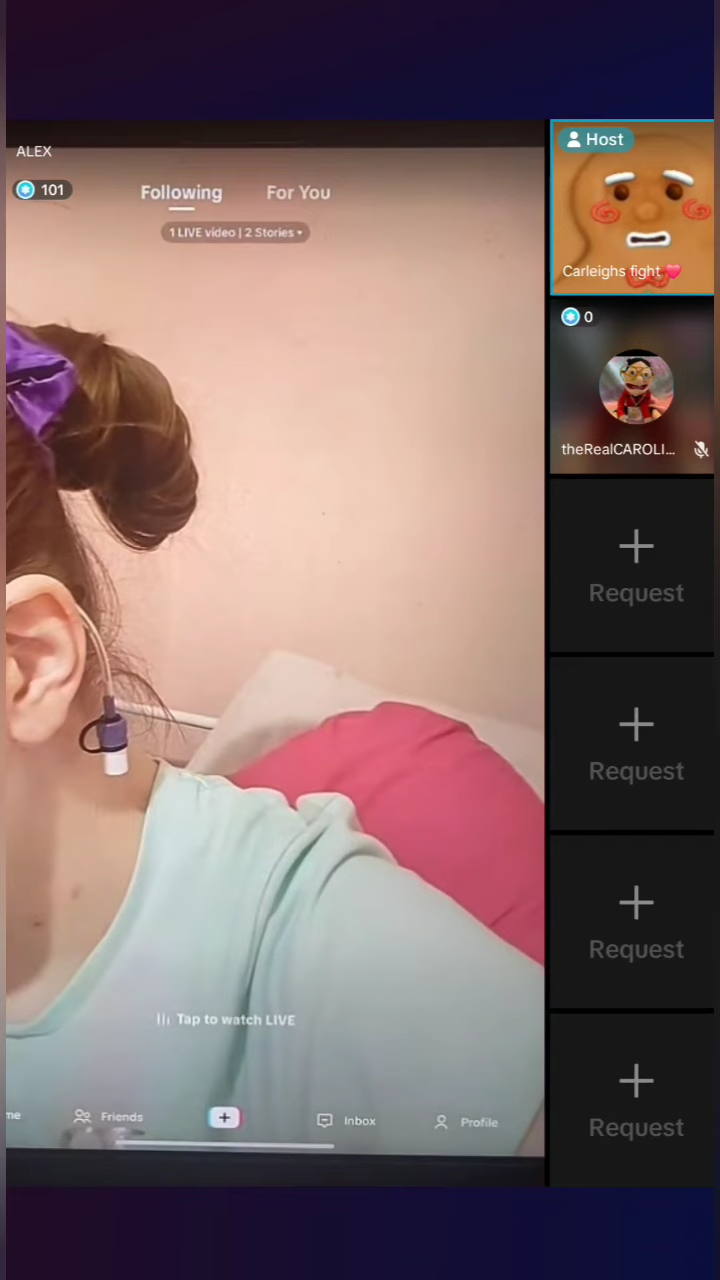 ALEX
101
Following For You
1 LIVE video | 2 Stories
Tap to watch LIVE
me Friends Inbox Profile
Host
Carleighs fight
0
theRealCAROLI...
Request
Request
Request
Request